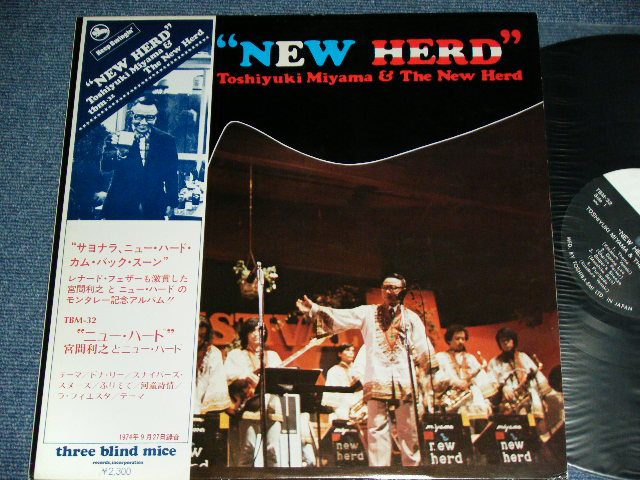 Keep Swingin'
"NEW HERD"
Toshiyuki Miyama &
The New Herd
tbm-32
"サヨナラ、ニュー・ハード・
カム・バック・スーン"
レナード・フェザーも激賞した
宮間利之とニュー・ハードの
モンタレー記念アルバム!!
TBM-32
"ニュー・ハード"
宮間利之とニュー・ハード
テーマ/ドナ・リー/スナイパーズ・
スヌーズ/ふりそで/河童詩情/
ラ・フィエスタ/テーマ
1974年9月27日録音
three blind mice
records, incorporation
¥2,300
"NEW HERD"
Toshiyuki Miyama & The New Herd
miyama
new
herd
miyama
new
herd
miyama
new
herd
TBM-32
TOSHIYUKI MIYAMA &